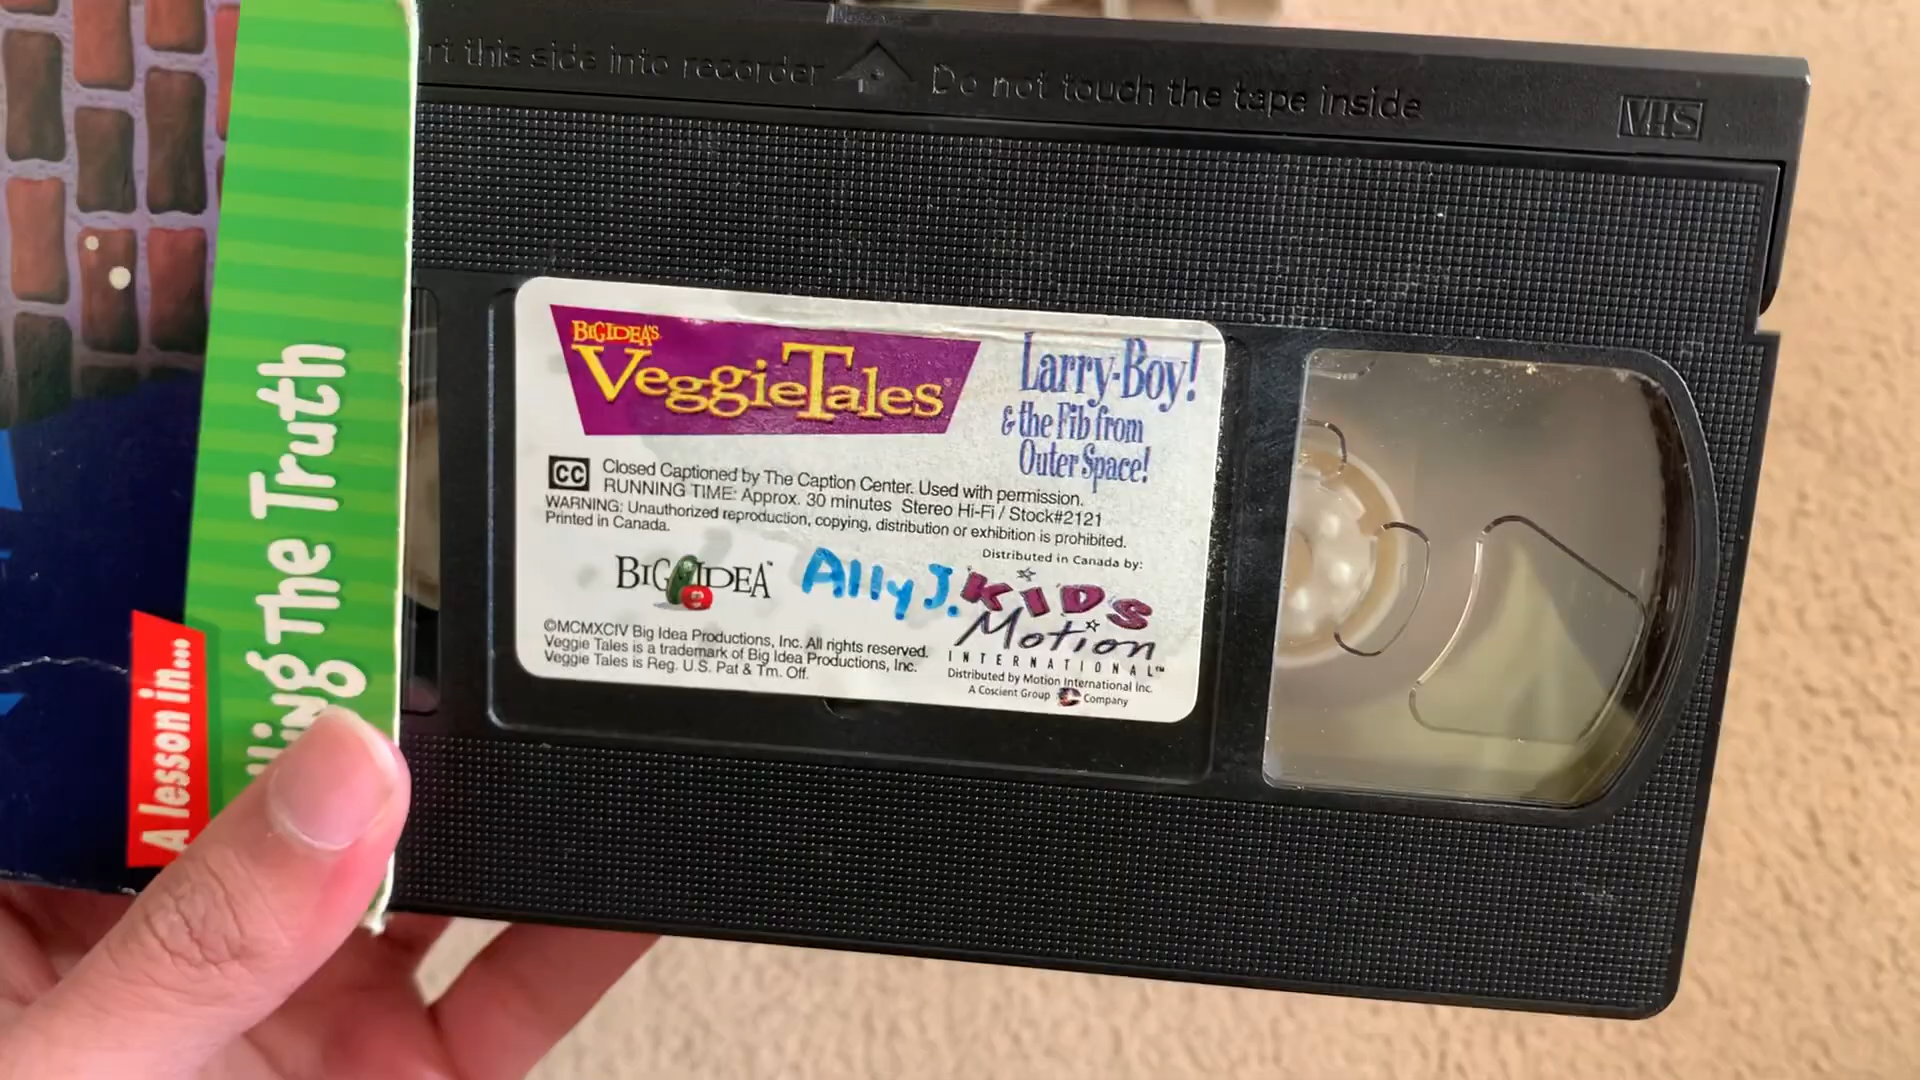 rt this side into recorder
Do not touch the tape inside
VHS
A lesson in...
lling The Truth
BIG IDEA'S
VeggieTales®
Larry-Boy!
& the Fib from
Outer Space!
CC
Closed Captioned by The Caption Center. Used with permission.
RUNNING TIME: Approx. 30 minutes Stereo Hi-Fi / Stock#2121
WARNING: Unauthorized reproduction, copying, distribution or exhibition is prohibited.
Printed in Canada.
BIG IDEA™
Ally J.
©MCMXCIV Big Idea Productions, Inc. All rights reserved.
Veggie Tales is a trademark of Big Idea Productions, Inc.
Veggie Tales is Reg. U.S. Pat & Tm. Off.
Distributed in Canada by:
KIDS
Motion
INTERNATIONAL™
Distributed by Motion International Inc.
A Coscient Group Company